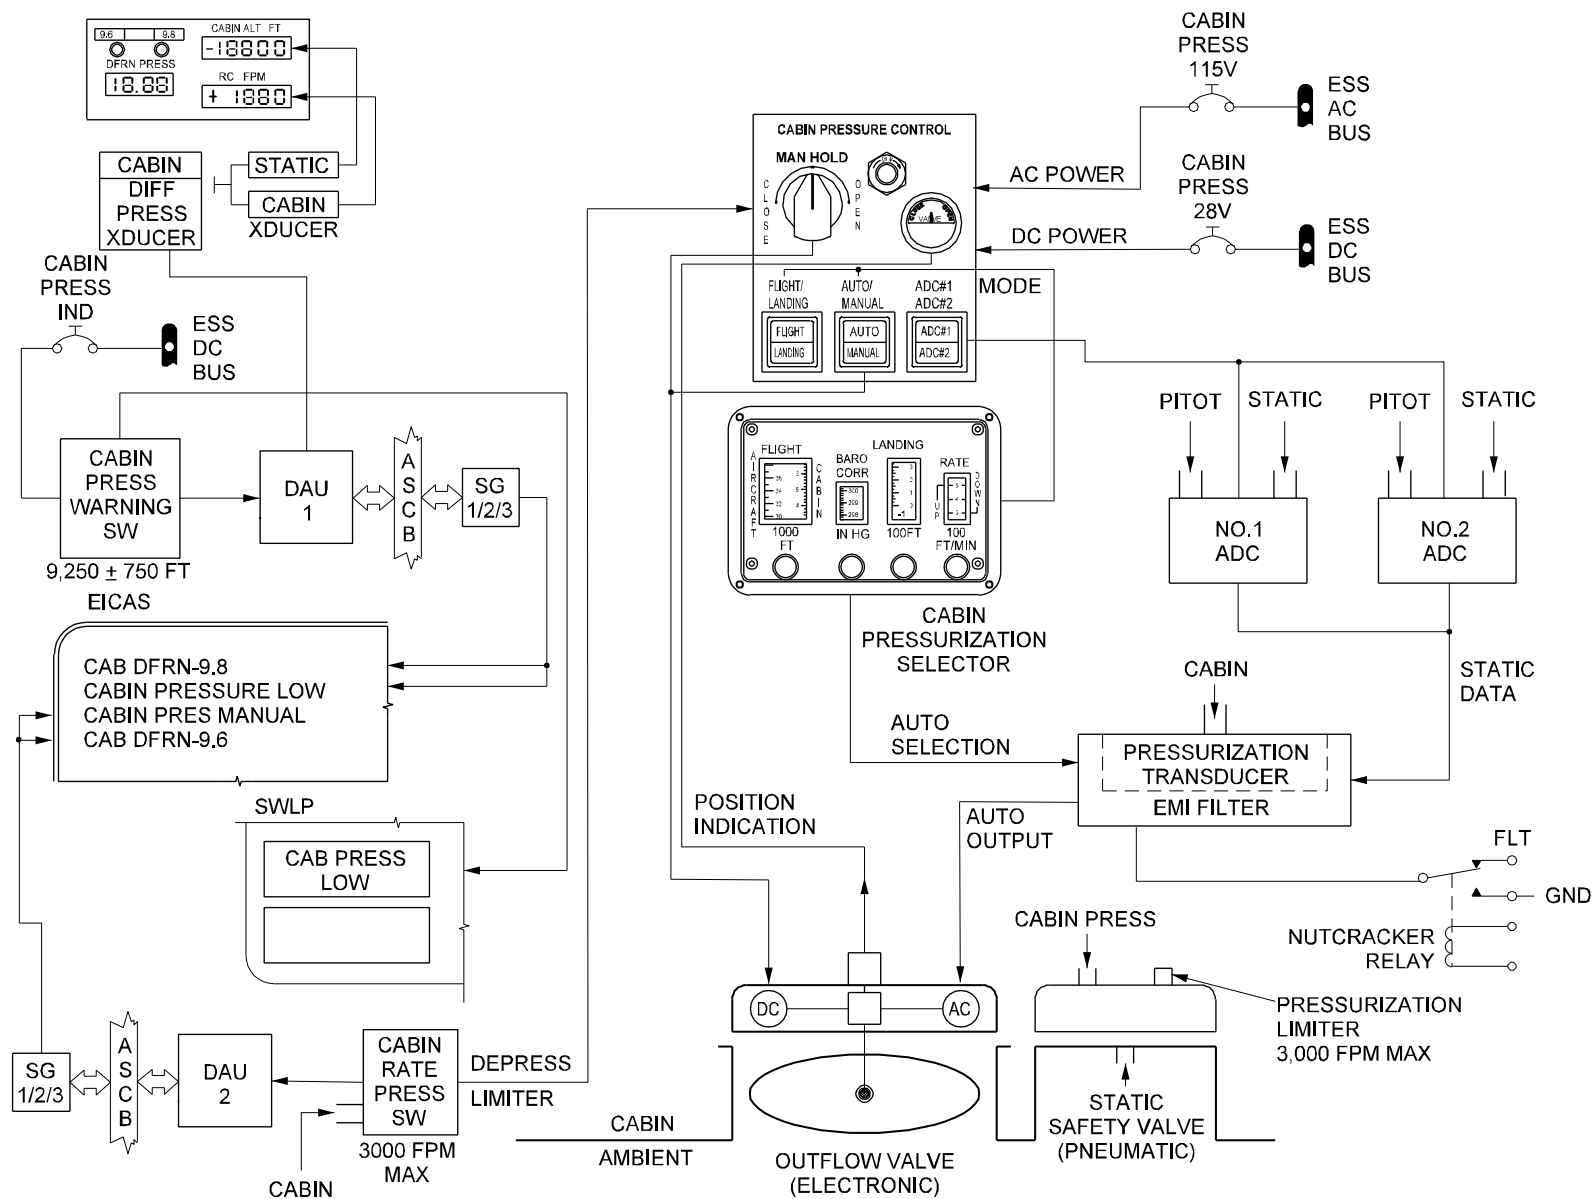 9.6
9.8
CABIN ALT FT
-18800
DFRN PRESS
18.88
RC FPM
+ 1880
CABIN
DIFF
PRESS
XDUCER
STATIC
CABIN
XDUCER
CABIN
PRESS
IND
ESS
DC
BUS
CABIN
PRESS
WARNING
SW
9,250 ± 750 FT
DAU
1
ASCB
SG
1/2/3
EICAS
CAB DFRN-9.8
CABIN PRESSURE LOW
CABIN PRES MANUAL
CAB DFRN-9.6
SWLP
CAB PRESS
LOW
SG
1/2/3
ASCB
DAU
2
CABIN
RATE
PRESS
SW
3000 FPM
MAX
CABIN
DEPRESS
LIMITER
CABIN PRESSURE CONTROL
MAN HOLD
CLOSE
OPEN
VALVE
FLIGHT/
LANDING
AUTO/
MANUAL
ADC#1
ADC#2
FLIGHT
LANDING
AUTO
MANUAL
ADC#1
ADC#2
MODE
CABIN
PRESS
115V
ESS
AC
BUS
AC POWER
CABIN
PRESS
28V
ESS
DC
BUS
DC POWER
FLIGHT
AIRCRAFT
CABIN
1000
FT
BARO
CORR
IN HG
LANDING
100FT
RATE
UP
DOWN
100
FT/MIN
CABIN
PRESSURIZATION
SELECTOR
PITOT
STATIC
PITOT
STATIC
NO.1
ADC
NO.2
ADC
STATIC
DATA
CABIN
AUTO
SELECTION
PRESSURIZATION
TRANSDUCER
EMI FILTER
POSITION
INDICATION
AUTO
OUTPUT
FLT
GND
NUTCRACKER
RELAY
CABIN PRESS
PRESSURIZATION
LIMITER
3,000 FPM MAX
DC
AC
CABIN
AMBIENT
OUTFLOW VALVE
(ELECTRONIC)
STATIC
SAFETY VALVE
(PNEUMATIC)